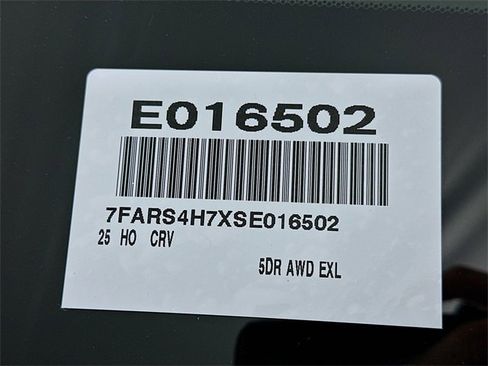 E016502
7FARS4H7XSE016502
25 HO CRV
5DR AWD EXL